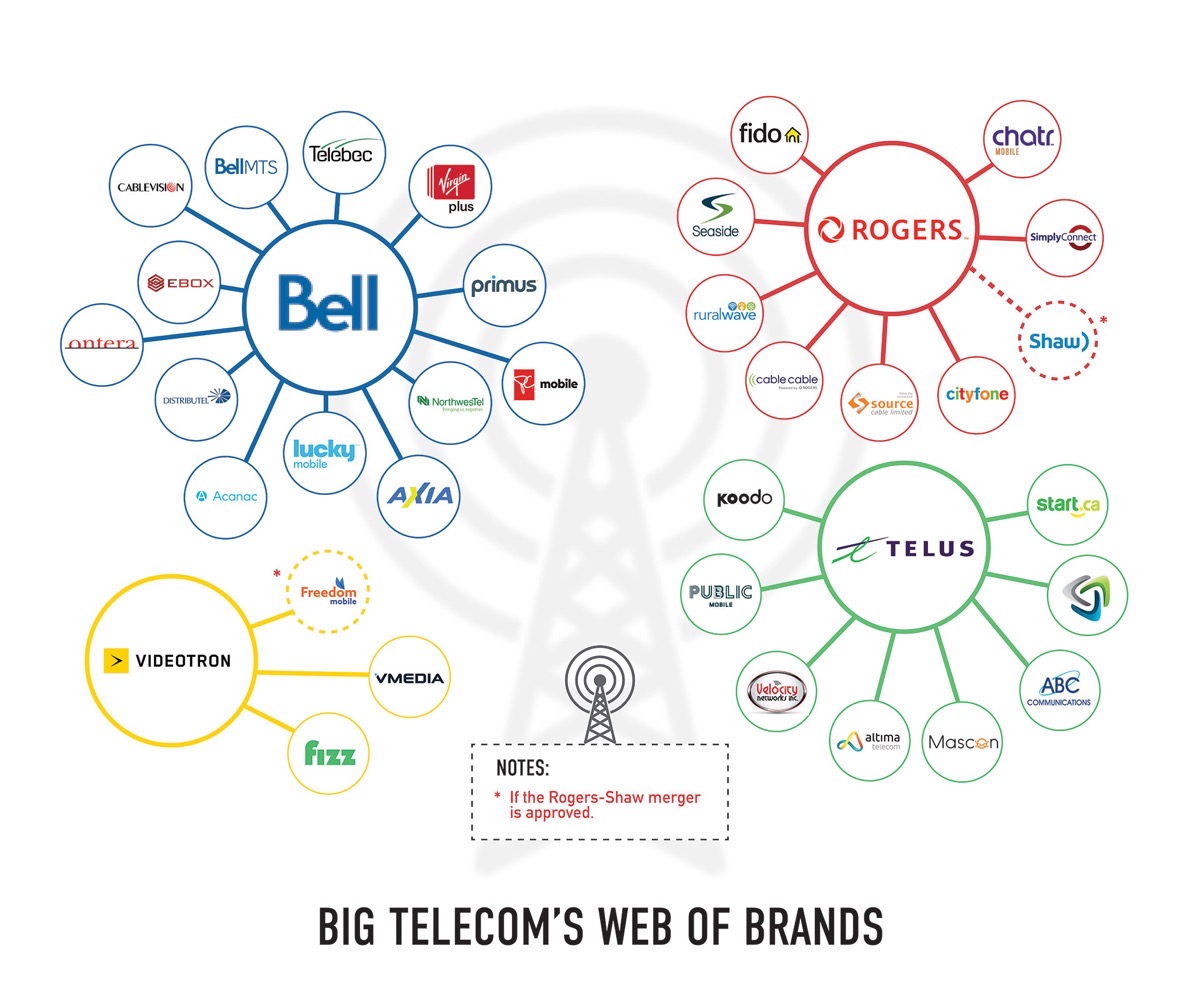 CABLEVISION
BellMTS
Telébec
Virgin
plus
EBOX
Bell
primus
ontera
DISTRIBUTEL
lucky
mobile
NorthwesTel
Bringing us together
PC
mobile
Acanac
AXIA
fido
chatr
MOBILE
Seaside
ROGERS
SimplyConnect
ruralwave
Shaw)
*
cable cable
Powered by ROGERS
source
cable limited
cityfone
koodo
TELUS
start.ca
PUBLIC
MOBILE
Velocity
networks inc.
altima
telecom
Mascon
ABC
COMMUNICATIONS
*
Freedom
mobile
VIDEOTRON
VMEDIA
fizz
NOTES:
* If the Rogers-Shaw merger
is approved.
BIG TELECOM'S WEB OF BRANDS